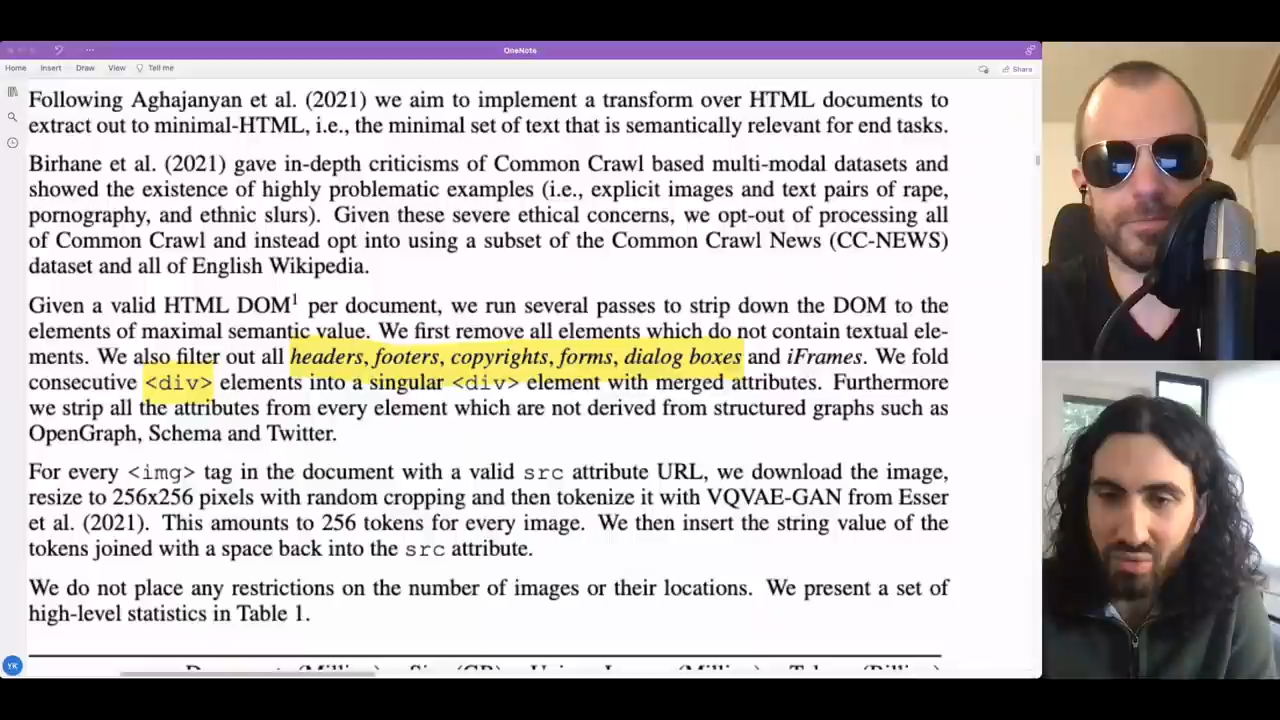 OneNote
Home Insert Draw View Tell me Share
Following Aghajanyan et al. (2021) we aim to implement a transform over HTML documents to
extract out to minimal-HTML, i.e., the minimal set of text that is semantically relevant for end tasks.
Birhane et al. (2021) gave in-depth criticisns of Common Crawl based multi-modal datasets and
showed the existence of highly problematic examples (i.e., explicit images and text pairs of rape,
pornography, and ethnic slurs). Given these severe ethical concerns, we opt-out of processing all
of Common Crawl and instead opt into using a subset of the Common Crawl News (CC-NEWS)
dataset and all of English Wikipedia.
Given a valid HTML DOM1 per document, we run several passes to strip down the DOM to the
elements of maximal semantic value. We first remove all elements which do not contain textual ele-
ments. We also filter out all headers, footers, copyrights, forms, dialog boxes and iFrames. We fold
consecutive <div> elements into a singular <div> element with merged attributes. Furthermore
we strip all the attributes from every element which are not derived from structured graphs such as
OpenGraph, Schema and Twitter.
For every <img> tag in the document with a valid src attribute URL, we download the image,
resize to 256x256 pixels with random cropping and then tokenize it with VQVAE-GAN from Esser
et al. (2021). This amounts to 256 tokens for every image. We then insert the string value of the
tokens joined with a space back into the src attribute.
We do not place any restrictions on the number of images or their locations. We present a set of
high-level statistics in Table 1.
YK